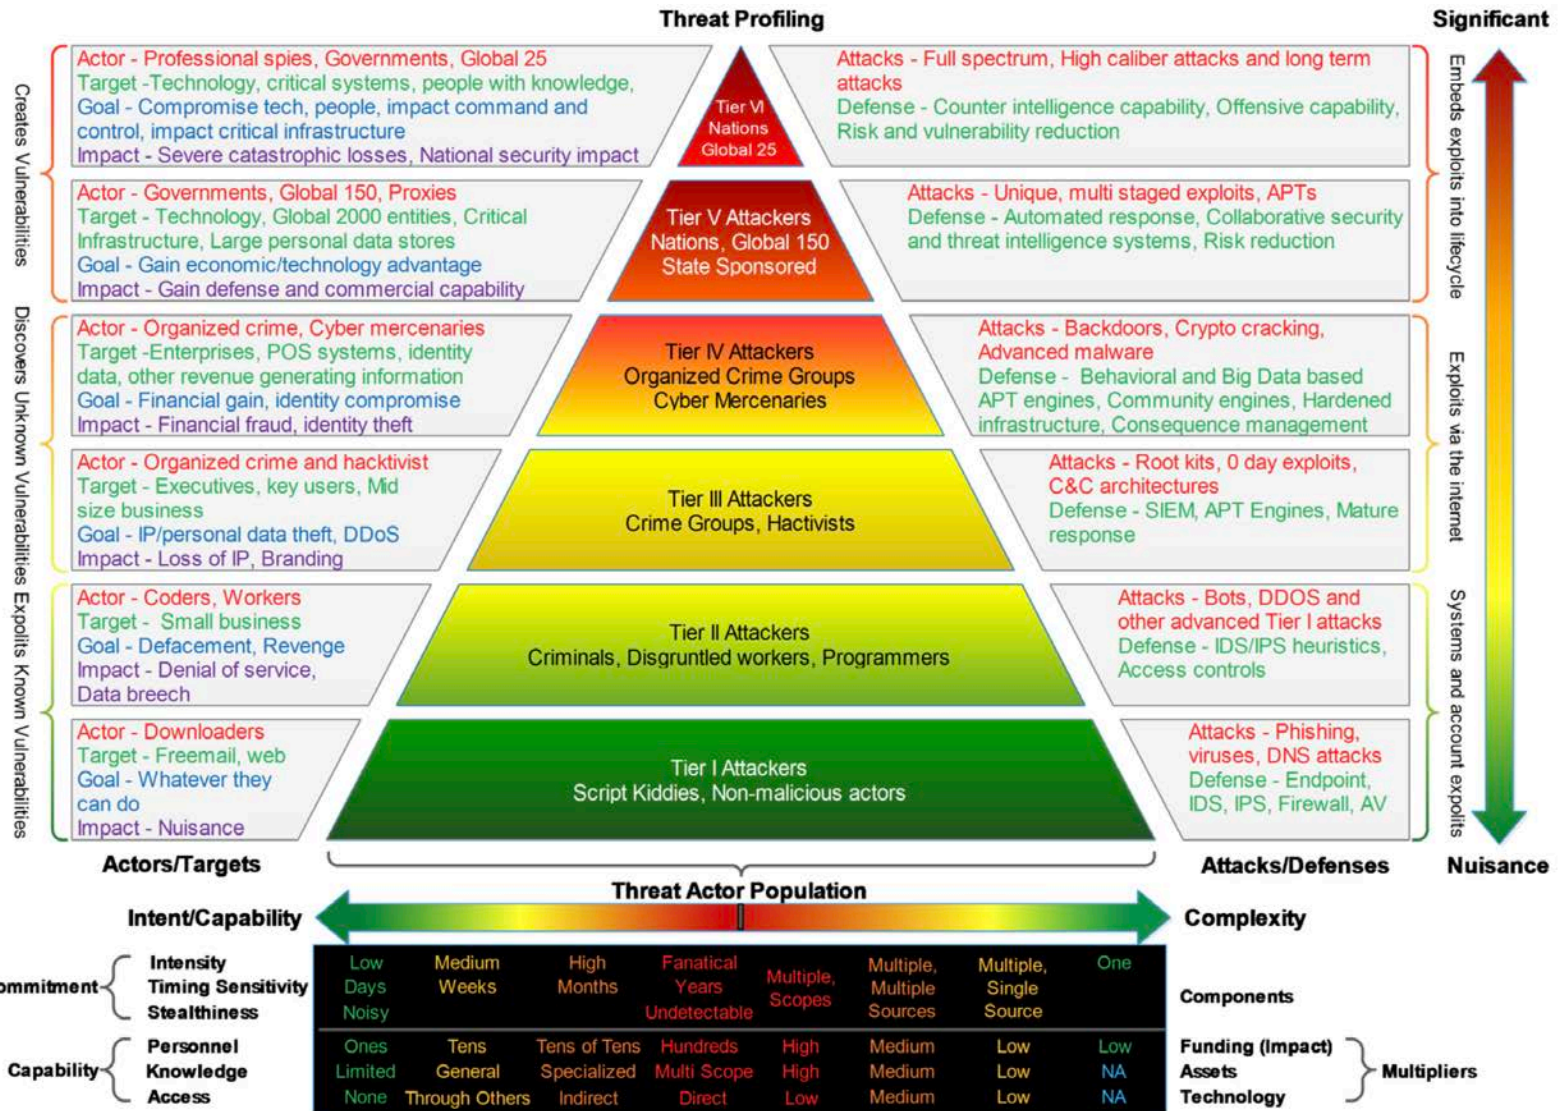 Threat Profiling
Significant
Creates Vulnerabilities
Actor - Professional spies, Governments, Global 25
Target -Technology, critical systems, people with knowledge,
Goal - Compromise tech, people, impact command and
control, impact critical infrastructure
Impact - Severe catastrophic losses, National security impact
Tier VI
Nations
Global 25
Attacks - Full spectrum, High caliber attacks and long term
attacks
Defense - Counter intelligence capability, Offensive capability,
Risk and vulnerability reduction
Embeds exploits into lifecycle
Actor - Governments, Global 150, Proxies
Target - Technology, Global 2000 entities, Critical
Infrastructure, Large personal data stores
Goal - Gain economic/technology advantage
Impact - Gain defense and commercial capability
Tier V Attackers
Nations, Global 150
State Sponsored
Attacks - Unique, multi staged exploits, APTs
Defense - Automated response, Collaborative security
and threat intelligence systems, Risk reduction
Discovers Unknown Vulnerabilities
Actor - Organized crime, Cyber mercenaries
Target -Enterprises, POS systems, identity
data, other revenue generating information
Goal - Financial gain, identity compromise
Impact - Financial fraud, identity theft
Tier IV Attackers
Organized Crime Groups
Cyber Mercenaries
Attacks - Backdoors, Crypto cracking,
Advanced malware
Defense - Behavioral and Big Data based
APT engines, Community engines, Hardened
infrastructure, Consequence management
Exploits via the internet
Actor - Organized crime and hacktivist
Target - Executives, key users, Mid
size business
Goal - IP/personal data theft, DDoS
Impact - Loss of IP, Branding
Tier III Attackers
Crime Groups, Hactivists
Attacks - Root kits, 0 day exploits,
C&C architectures
Defense - SIEM, APT Engines, Mature
response
Expolits Known Vulnerabilities
Actor - Coders, Workers
Target - Small business
Goal - Defacement, Revenge
Impact - Denial of service,
Data breech
Tier II Attackers
Criminals, Disgruntled workers, Programmers
Attacks - Bots, DDOS and
other advanced Tier I attacks
Defense - IDS/IPS heuristics,
Access controls
Systems and account expolits
Actor - Downloaders
Target - Freemail, web
Goal - Whatever they
can do
Impact - Nuisance
Tier I Attackers
Script Kiddies, Non-malicious actors
Attacks - Phishing,
viruses, DNS attacks
Defense - Endpoint,
IDS, IPS, Firewall, AV
Actors/Targets
Attacks/Defenses
Nuisance
Threat Actor Population
Intent/Capability
Complexity
ommitment
Intensity Low Medium High Fanatical Multiple, Multiple, Multiple, One
Timing Sensitivity Days Weeks Months Years Scopes Multiple Single Components
Stealthiness Noisy Undetectable Sources Source
Capability
Personnel Ones Tens Tens of Tens Hundreds High Medium Low Low Funding (Impact)
Knowledge Limited General Specialized Multi Scope High Medium Low NA Assets
Access None Through Others Indirect Direct Low Medium Low NA Technology
Multipliers